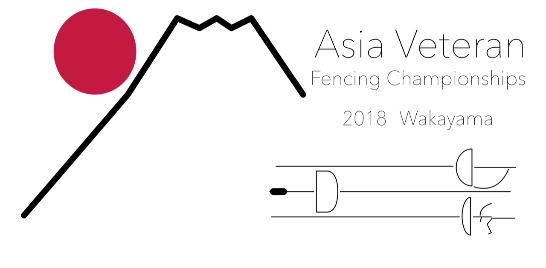 Asia Veteran
Fencing Championships
2018 Wakayama